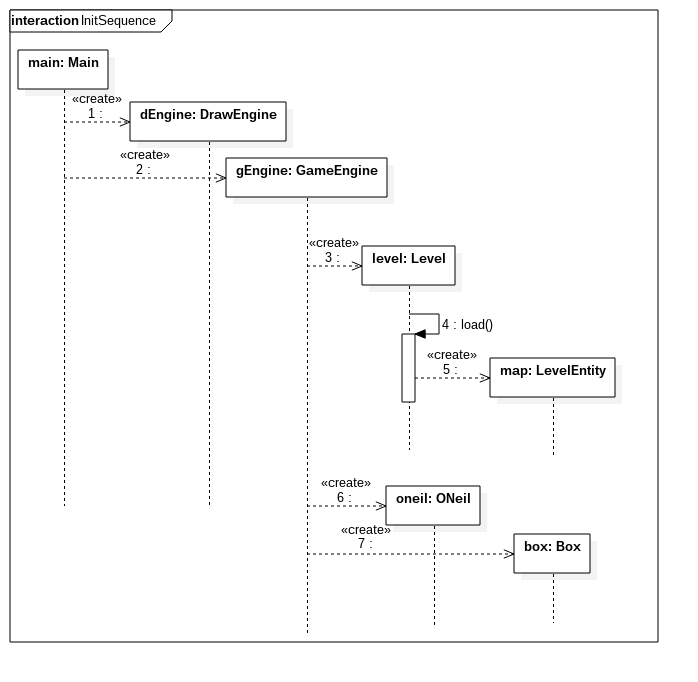 interaction InitSequence
main: Main
«create»
1 :
dEngine: DrawEngine
«create»
2 :
gEngine: GameEngine
«create»
3 :
level: Level
4 : load()
«create»
5 :
map: LevelEntity
«create»
6 :
oneil: ONeil
«create»
7 :
box: Box